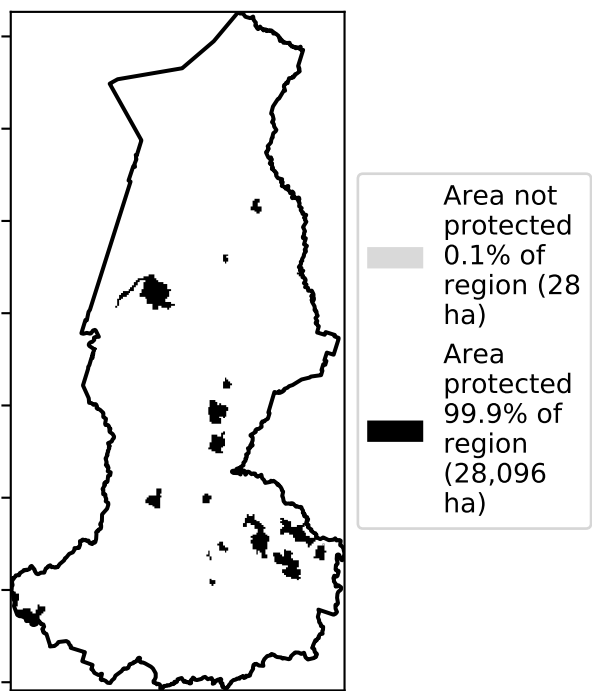 Area not
protected
0.1% of
region (28
ha)
Area
protected
99.9% of
region
(28,096
ha)